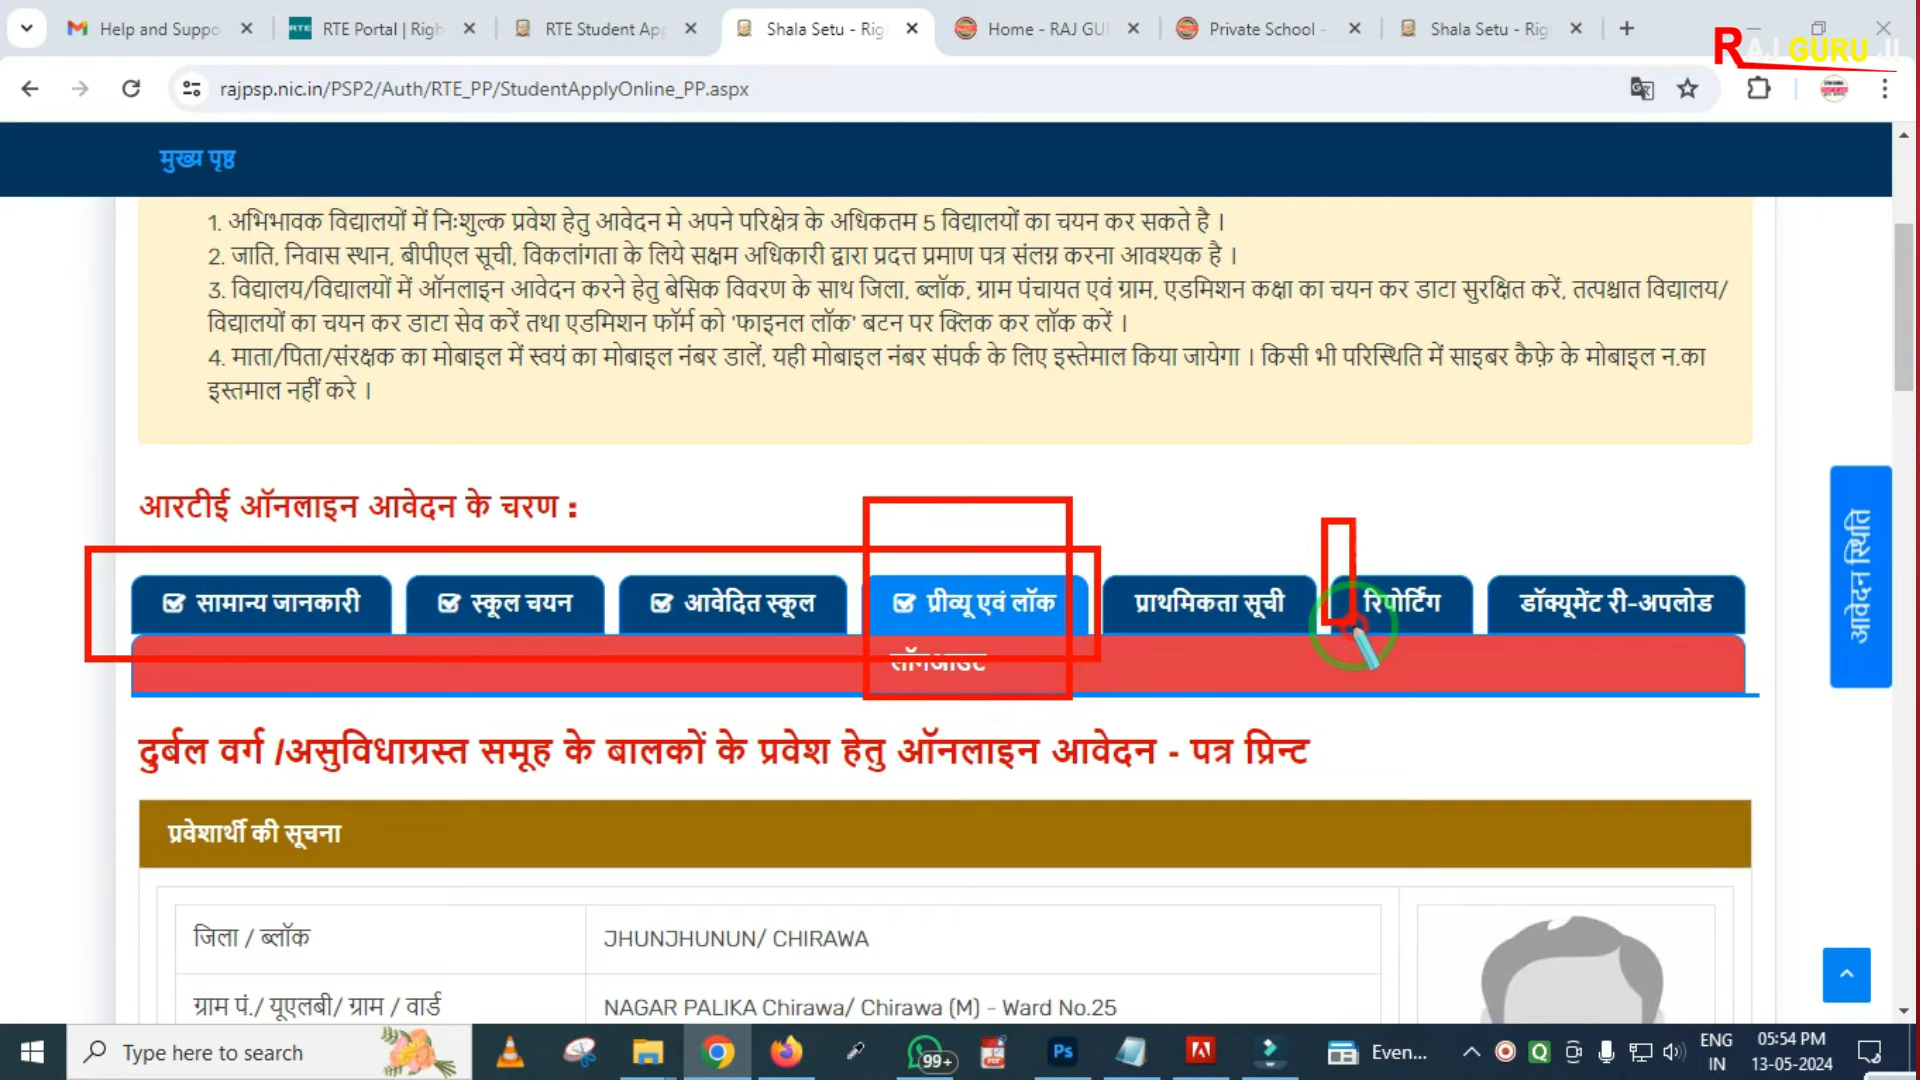 Help and Suppo
RTE Portal | Righ
RTE Student App
Shala Setu - Rig
Home - RAJ GU
Private School -
Shala Setu - Rig
RAJ GURU JI
rajpsp.nic.in/PSP2/Auth/RTE_PP/StudentApplyOnline_PP.aspx
मुख्य पृष्ठ
1. अभिभावक विद्यालयों में निःशुल्क प्रवेश हेतु आवेदन मे अपने परिक्षेत्र के अधिकतम 5 विद्यालयों का चयन कर सकते है ।
2. जाति, निवास स्थान, बीपीएल सूची, विकलांगता के लिये सक्षम अधिकारी द्वारा प्रदत्त प्रमाण पत्र संलग्न करना आवश्यक है ।
3. विद्यालय/विद्यालयों में ऑनलाइन आवेदन करने हेतु बेसिक विवरण के साथ जिला, ब्लॉक, ग्राम पंचायत एवं ग्राम, एडमिशन कक्षा का चयन कर डाटा सुरक्षित करें, तत्पश्चात विद्यालय/
विद्यालयों का चयन कर डाटा सेव करें तथा एडमिशन फॉर्म को 'फाइनल लॉक' बटन पर क्लिक कर लॉक करें ।
4. माता/पिता/संरक्षक का मोबाइल में स्वयं का मोबाइल नंबर डालें, यही मोबाइल नंबर संपर्क के लिए इस्तेमाल किया जायेगा । किसी भी परिस्थिति में साइबर कैफ़े के मोबाइल न.का
इस्तमाल नहीं करे ।
आरटीई ऑनलाइन आवेदन के चरण :
सामान्य जानकारी
स्कूल चयन
आवेदित स्कूल
प्रीव्यू एवं लॉक
प्राथमिकता सूची
रिपोर्टिंग
डॉक्यूमेंट री-अपलोड
लॉगआउट
आवेदन स्थिति
दुर्बल वर्ग /असुविधाग्रस्त समूह के बालकों के प्रवेश हेतु ऑनलाइन आवेदन - पत्र प्रिन्ट
प्रवेशार्थी की सूचना
जिला / ब्लॉक
JHUNJHUNUN/ CHIRAWA
ग्राम पं./ यूएलबी/ ग्राम / वार्ड
NAGAR PALIKA Chirawa/ Chirawa (M) - Ward No.25
Type here to search
99+
Ps
Even...
ENG
IN
05:54 PM
13-05-2024